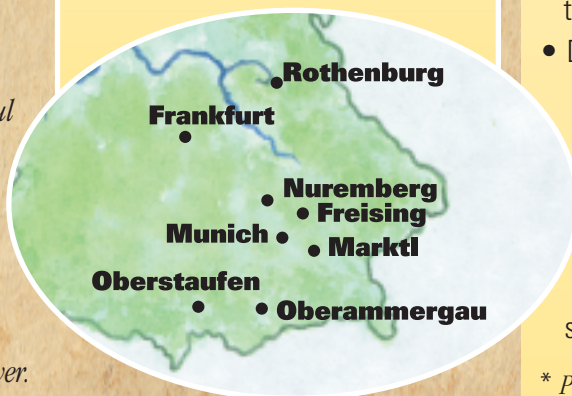 Rothenburg
Frankfurt
Nuremberg
Freising
Munich
Marktl
Oberstaufen
Oberammergau
* P